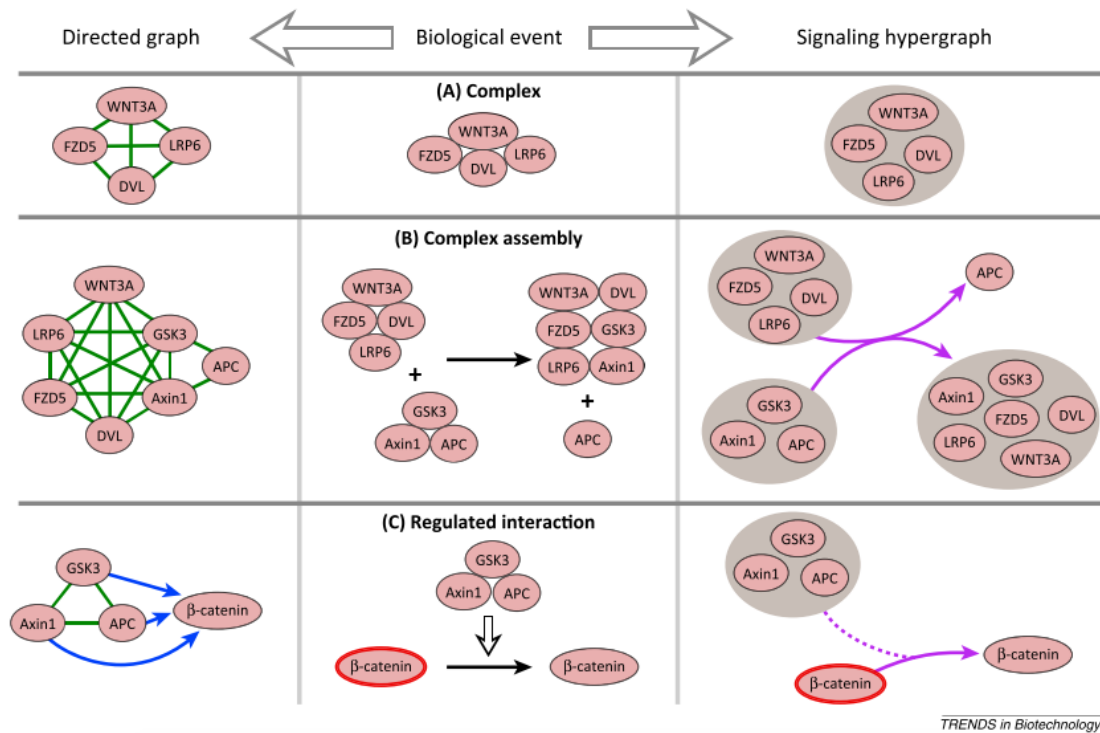 Directed graph
Biological event
Signaling hypergraph
(A) Complex
WNT3A
FZD5
LRP6
DVL
WNT3A
FZD5
LRP6
DVL
WNT3A
FZD5
DVL
LRP6
(B) Complex assembly
WNT3A
LRP6
GSK3
APC
FZD5
Axin1
DVL
WNT3A
FZD5
DVL
LRP6
+
GSK3
Axin1
APC
WNT3A
DVL
FZD5
GSK3
LRP6
Axin1
+
APC
WNT3A
FZD5
DVL
LRP6
APC
GSK3
Axin1
APC
GSK3
Axin1
DVL
FZD5
LRP6
WNT3A
(C) Regulated interaction
GSK3
Axin1
APC
β-catenin
GSK3
Axin1
APC
β-catenin
β-catenin
GSK3
Axin1
APC
β-catenin
β-catenin
TRENDS in Biotechnology